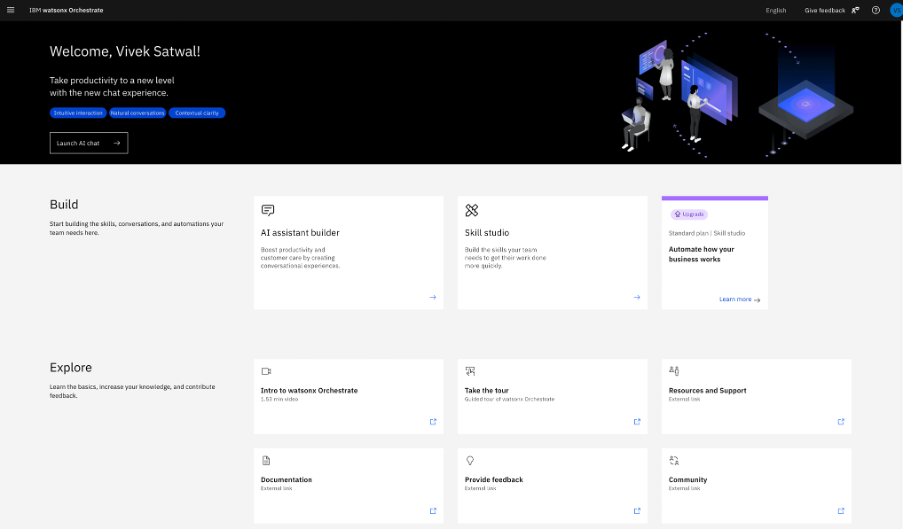 IBM watsonx Orchestrate
English
Give feedback
Welcome, Vivek Satwal!
Take productivity to a new level
with the new chat experience.
Intuitive interaction
Natural conversations
Contextual clarity
Launch AI chat
Build
Start building the skills, conversations, and automations your
team needs here.
AI assistant builder
Boost productivity and
customer care by creating
conversational experiences.
Skill studio
Build the skills your team
needs to get their work done
more quickly.
Upgrade
Standard plan | Skill studio
Automate how your
business works
Learn more
Explore
Learn the basics, increase your knowledge, and contribute
feedback.
Intro to watsonx Orchestrate
1.53 min-video
Take the tour
Guided tour of watsonx Orchestrate
Resources and Support
External link
Documentation
External link
Provide feedback
External link
Community
External link